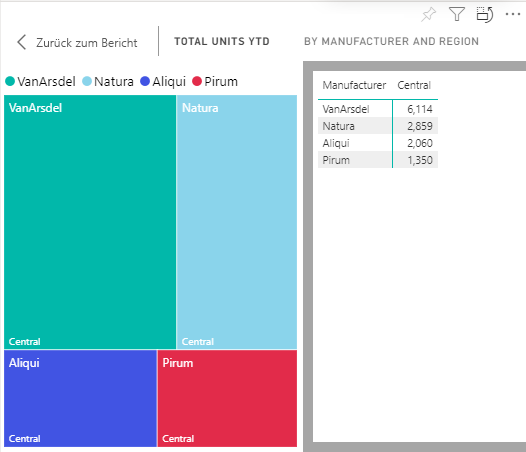 Zurück zum Bericht
TOTAL UNITS YTD
BY MANUFACTURER AND REGION
VanArsdel Natura Aliqui Pirum
VanArsdel
Central
Natura
Central
Aliqui
Central
Pirum
Central
Manufacturer Central
VanArsdel 6,114
Natura 2,859
Aliqui 2,060
Pirum 1,350